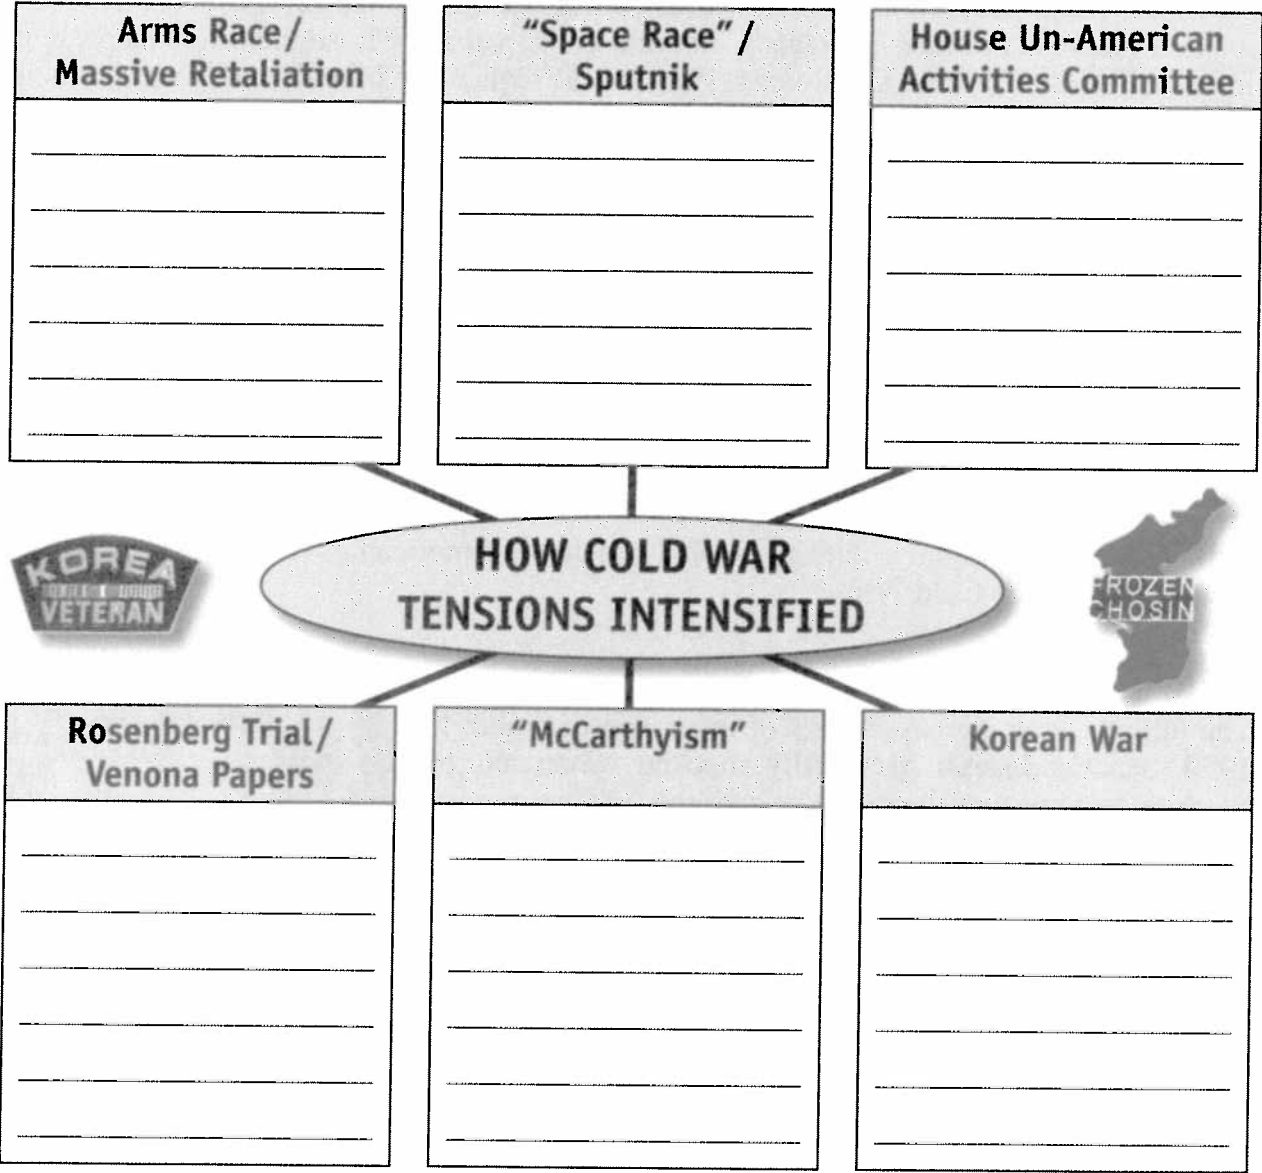 Arms Race/
Massive Retaliation
"Space Race"/
Sputnik
House Un-American
Activities Committee
KOREA
VETERAN
HOW COLD WAR
TENSIONS INTENSIFIED
FROZEN
CHOSIN
Rosenberg Trial/
Venona Papers
"McCarthyism"
Korean War